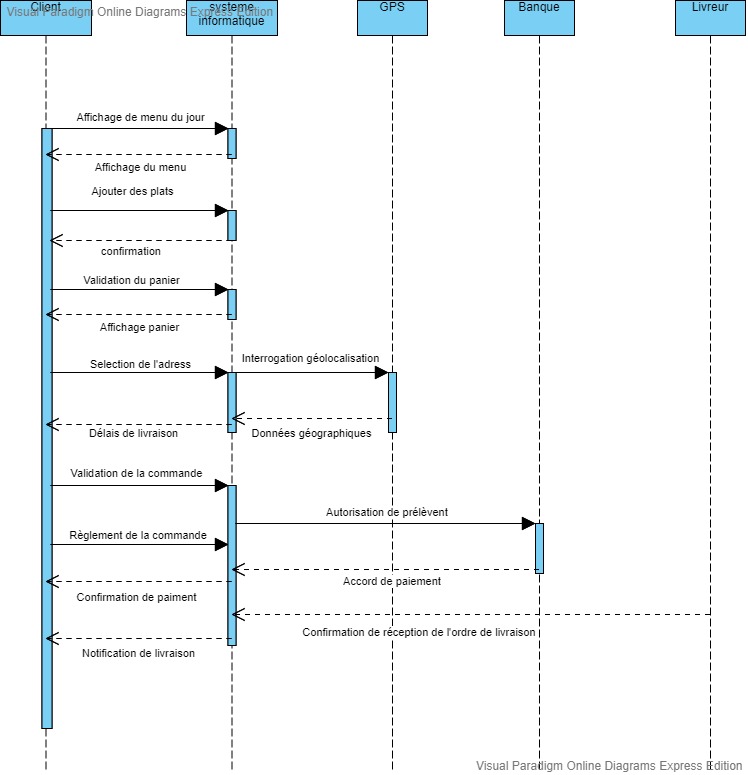 Client
Visual Paradigm Online Diagrams Express Edition
systeme
informatique
GPS
Banque
Livreur
Affichage de menu du jour
Affichage du menu
Ajouter des plats
confirmation
Validation du panier
Affichage panier
Selection de l'adress
Interrogation géolocalisation
Délais de livraison
Données géographiques
Validation de la commande
Autorisation de prélèvent
Règlement de la commande
Accord de paiement
Confirmation de paiment
Confirmation de réception de l'ordre de livraison
Notification de livraison
Visual Paradigm Online Diagrams Express Edition